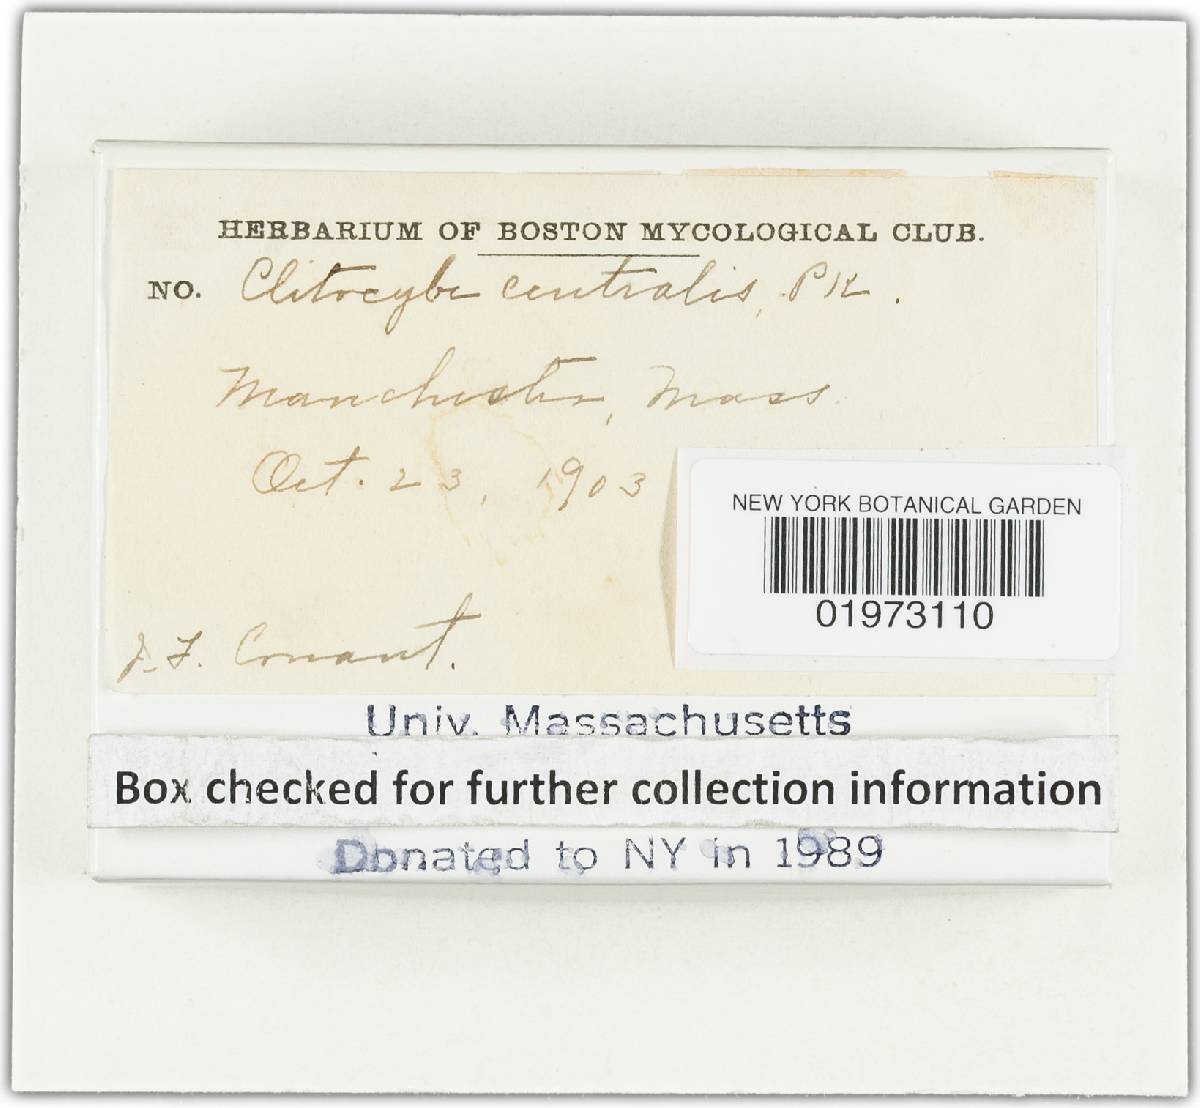 HERBARIUM OF BOSTON MYCOLOGICAL CLUB.
NO. Clitocybe centralis, PK.
Manchester, Mass.
Oct. 23, 1903
NEW YORK BOTANICAL GARDEN
01973110
J. F. Conant.
Univ. Massachusetts
Box checked for further collection information
Donated to NY in 1989